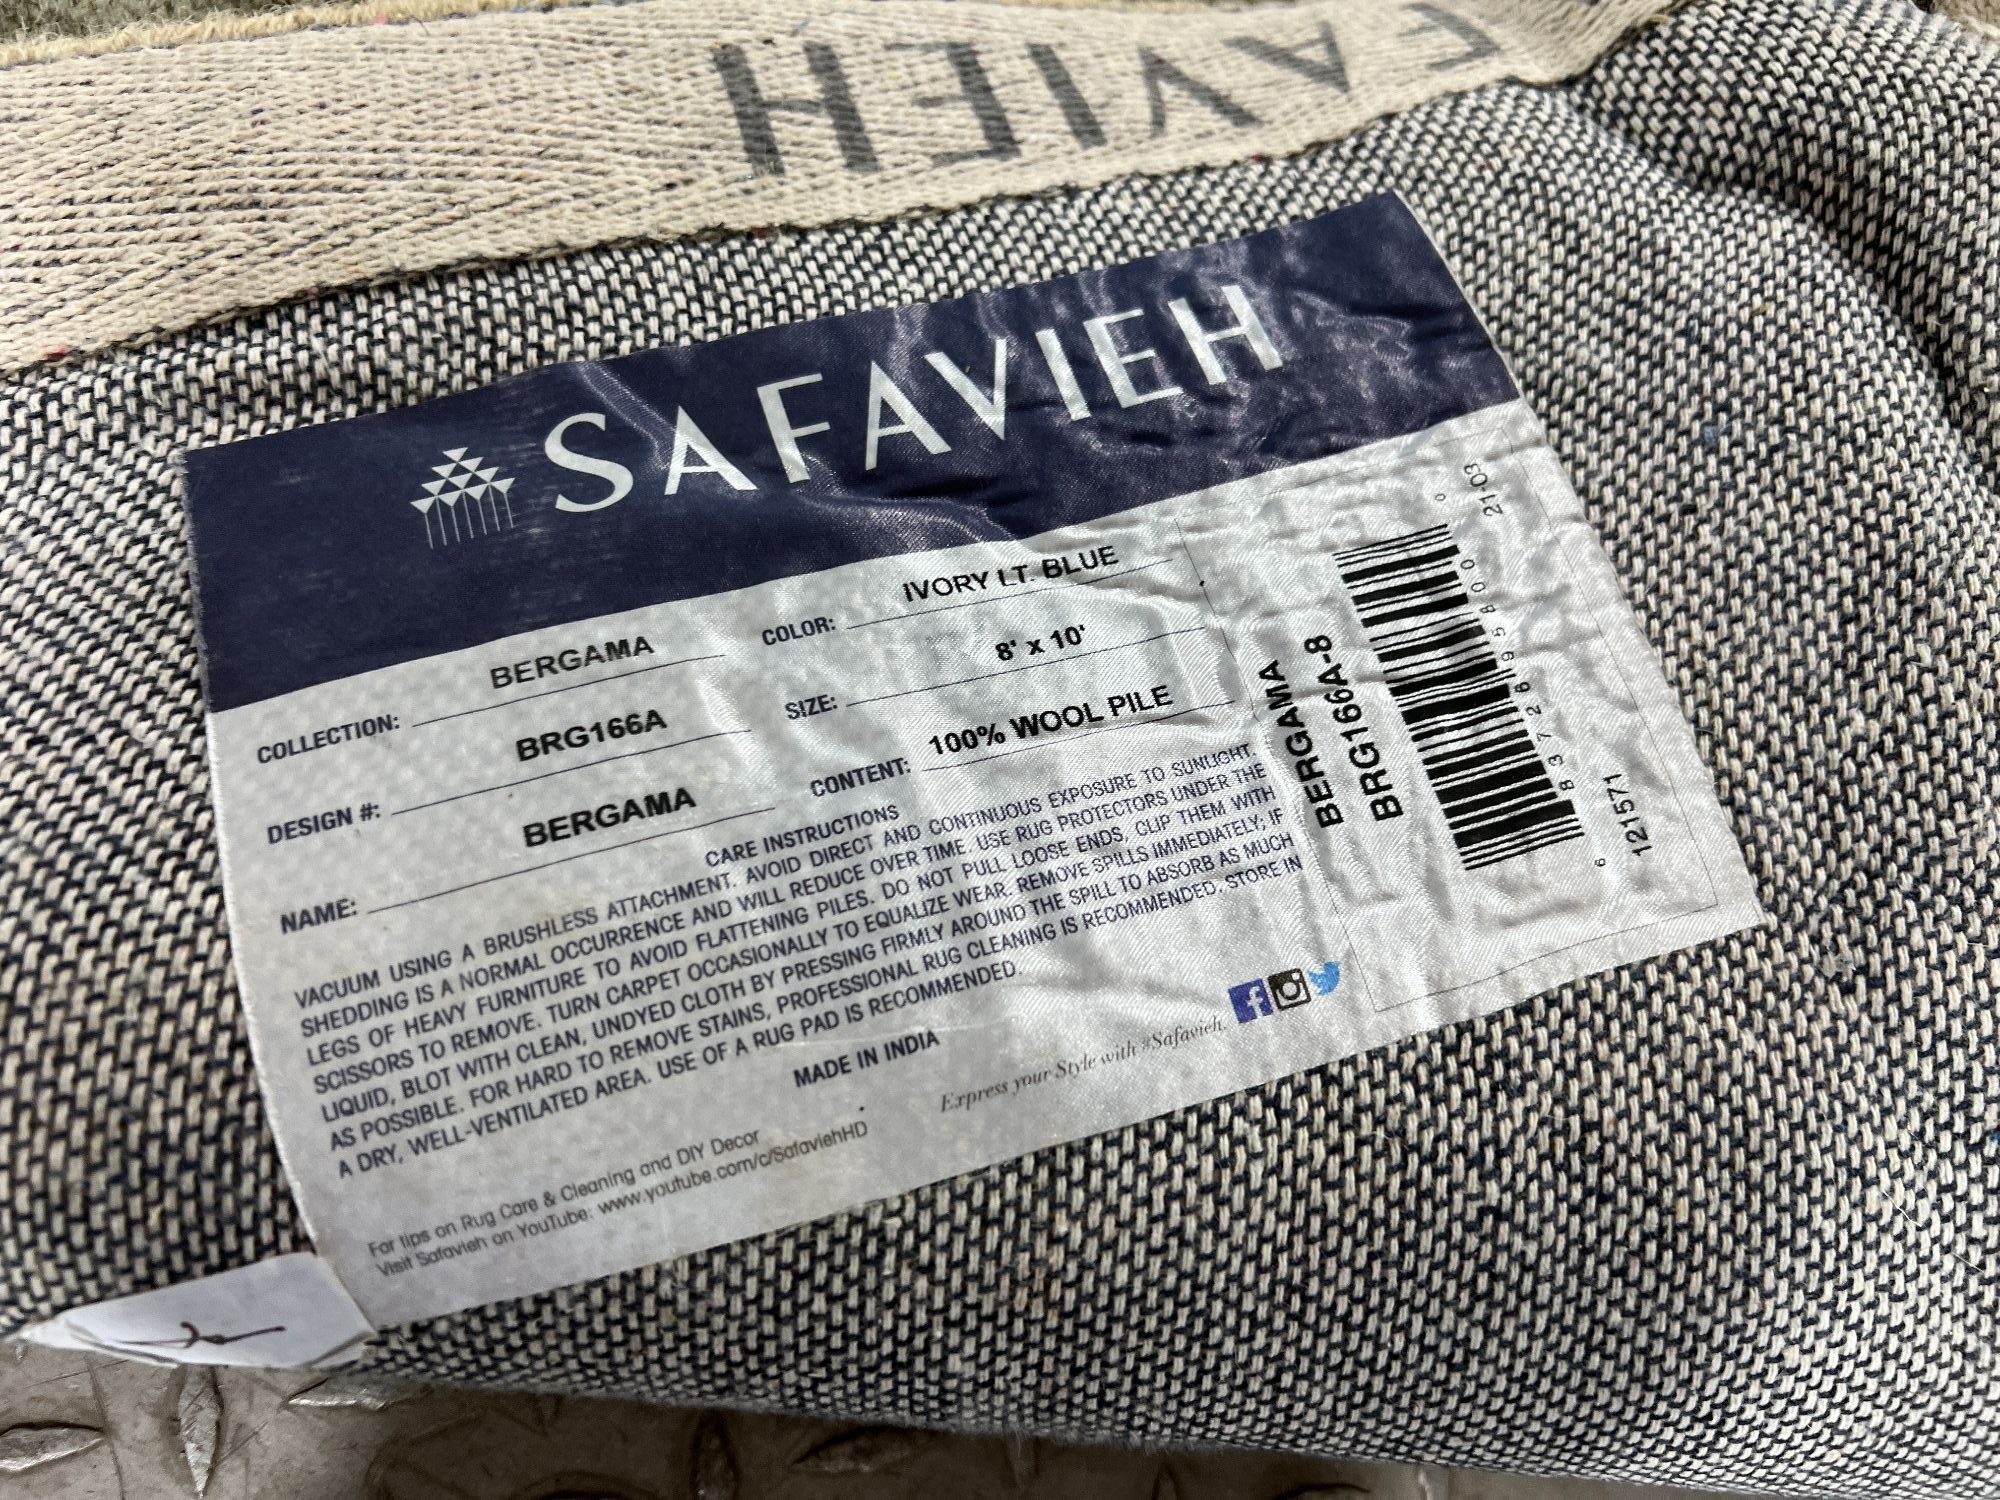 FAVIEH
SAFAVIEH
COLLECTION: BERGAMA
COLOR: IVORY LT. BLUE
DESIGN #: BRG166A
SIZE: 8' x 10'
NAME: BERGAMA
CONTENT: 100% WOOL PILE
CARE INSTRUCTIONS
VACUUM USING A BRUSHLESS ATTACHMENT. AVOID DIRECT AND CONTINUOUS EXPOSURE TO SUNLIGHT.
SHEDDING IS A NORMAL OCCURRENCE AND WILL REDUCE OVER TIME. USE RUG PROTECTORS UNDER THE
LEGS OF HEAVY FURNITURE TO AVOID FLATTENING PILES. DO NOT PULL LOOSE ENDS, CLIP THEM WITH
SCISSORS TO REMOVE. TURN CARPET OCCASIONALLY TO EQUALIZE WEAR. REMOVE SPILLS IMMEDIATELY; IF
LIQUID, BLOT WITH CLEAN, UNDYED CLOTH BY PRESSING FIRMLY AROUND THE SPILL TO ABSORB AS MUCH
AS POSSIBLE. FOR HARD TO REMOVE STAINS, PROFESSIONAL RUG CLEANING IS RECOMMENDED. STORE IN
A DRY, WELL-VENTILATED AREA. USE OF A RUG PAD IS RECOMMENDED.
MADE IN INDIA
For tips on Rug Care & Cleaning and DIY Decor
Visit Safavieh on YouTube: www.youtube.com/c/SafaviehHD
Express your Style with #Safavieh.
BERGAMA
BERGAMA
BRG166A-8
6 83726 95800 0
121571
2103